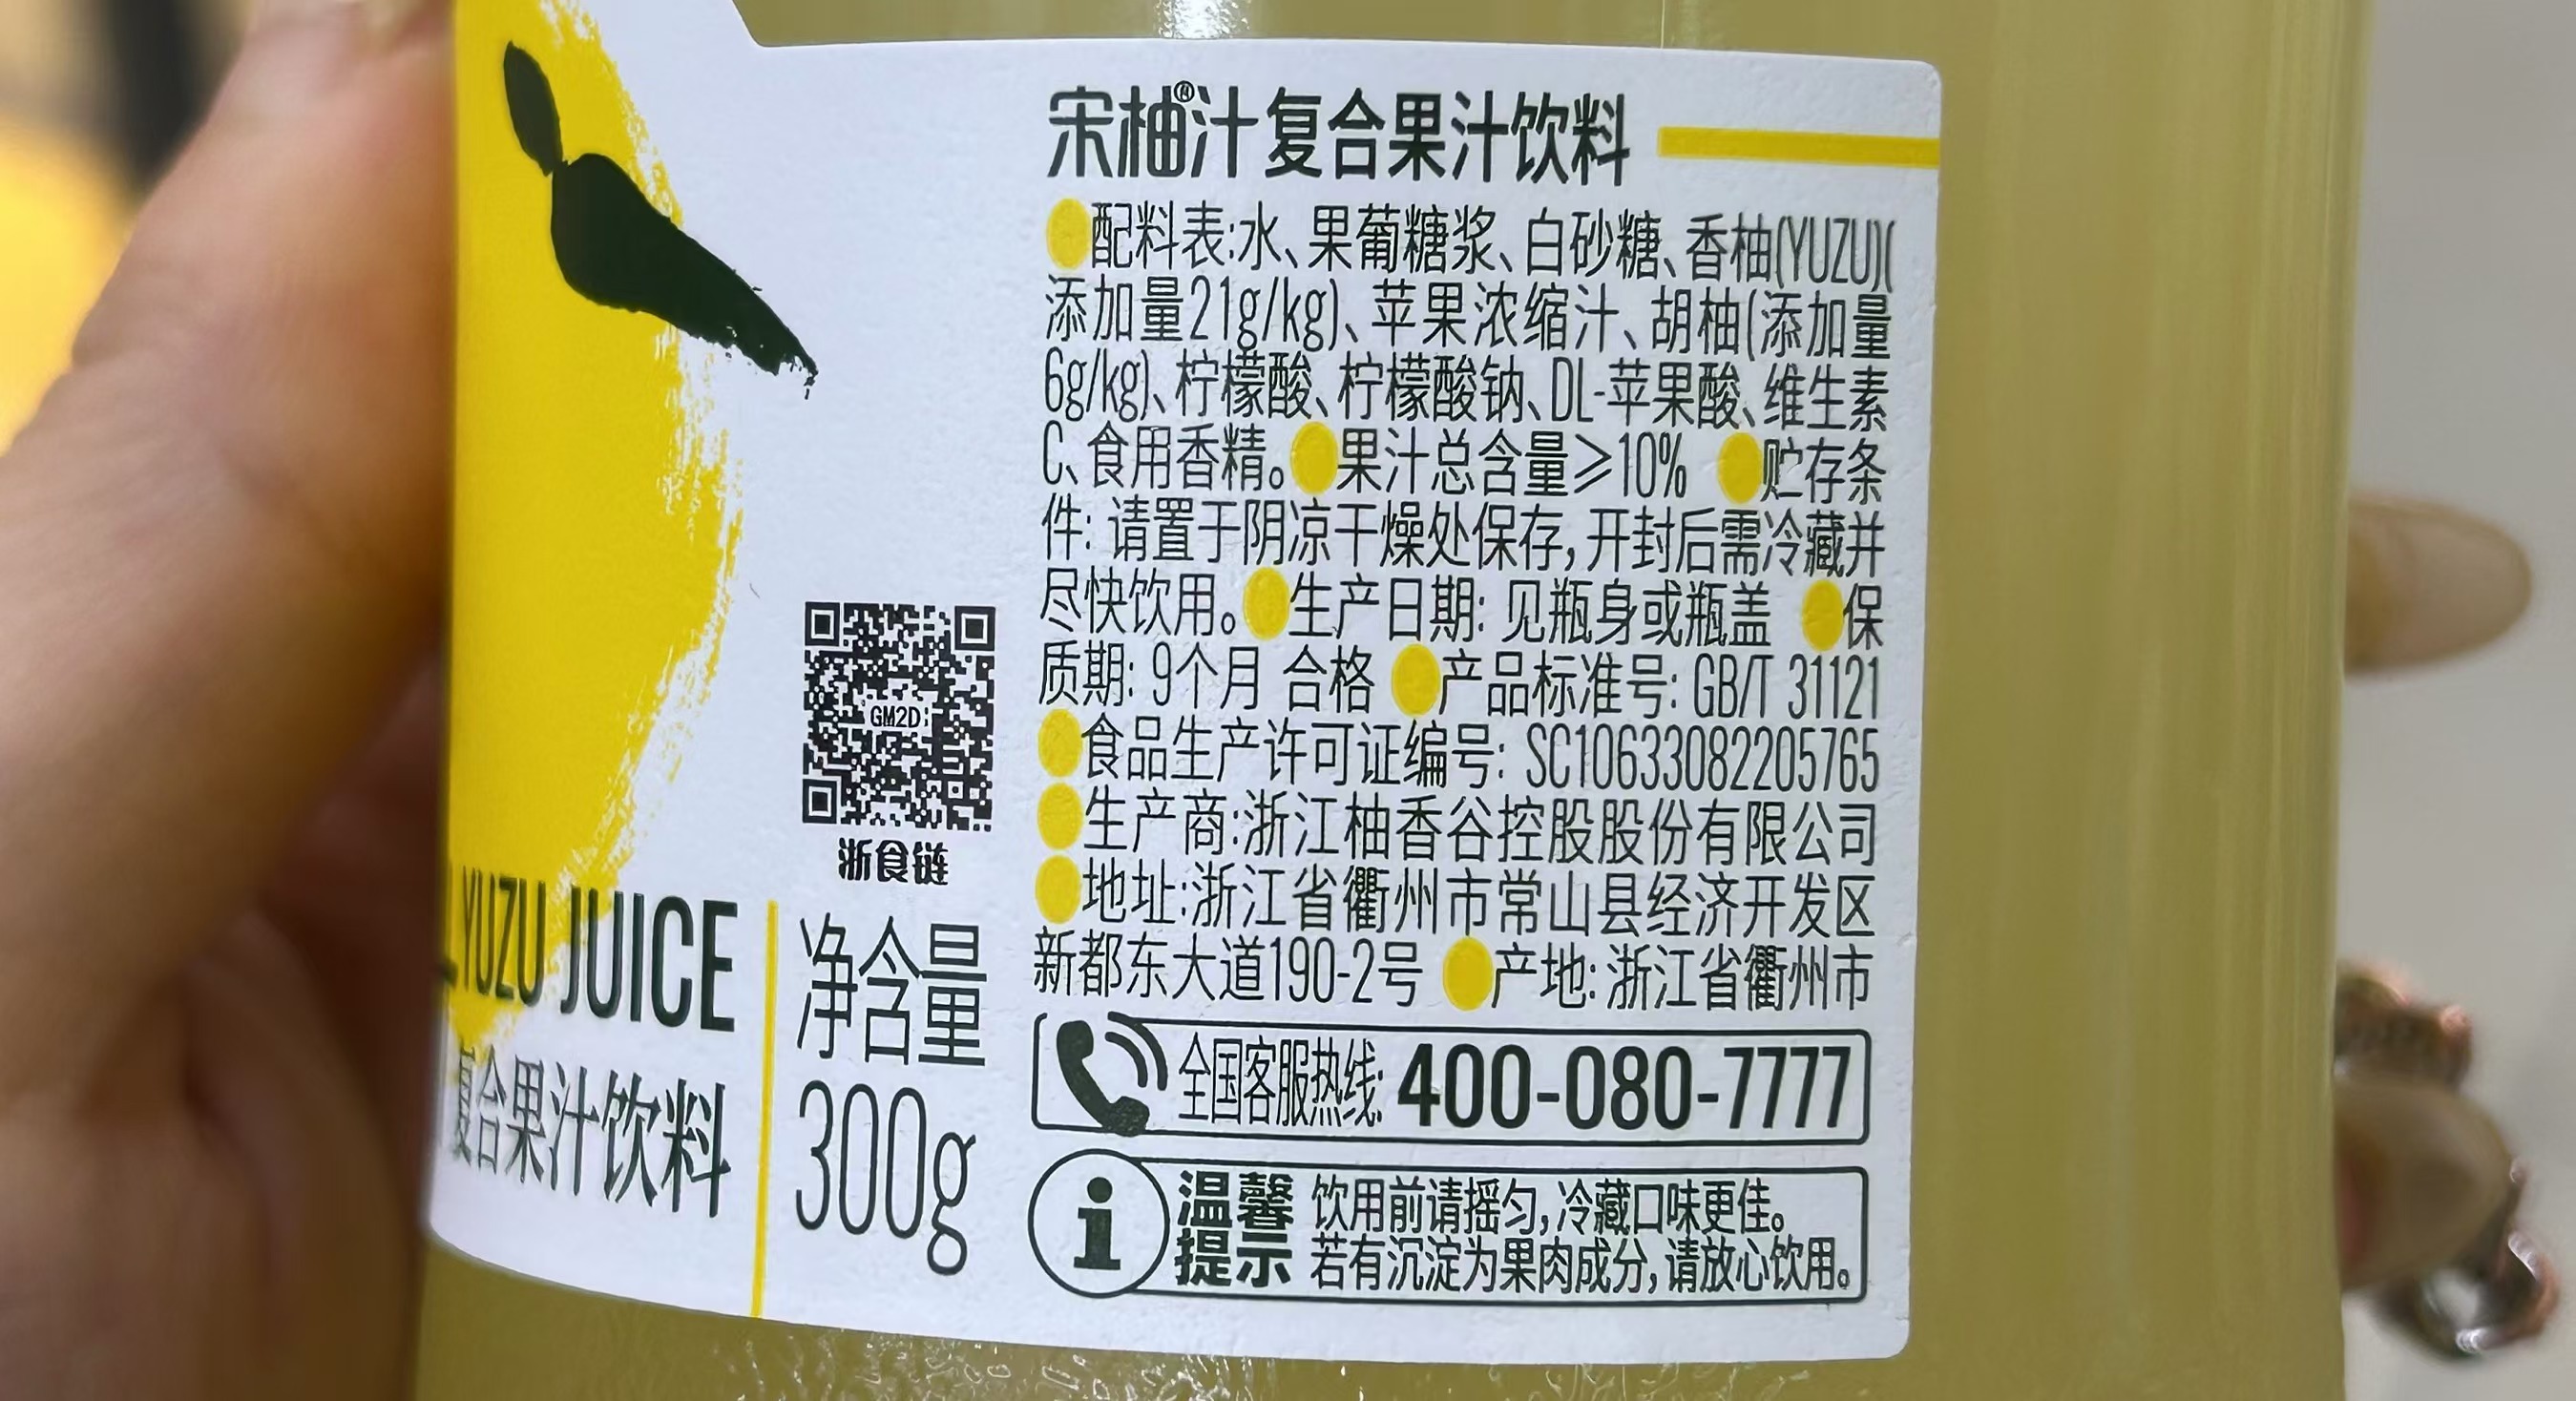 宋柚®汁复合果汁饮料
配料表:水、果葡糖浆、白砂糖、香柚(YUZU)(
添加量21g/kg)、苹果浓缩汁、胡柚(添加量
6g/kg)、柠檬酸、柠檬酸钠、DL-苹果酸、维生素
C、食用香精。 果汁总含量≥10% 贮存条
件: 请置于阴凉干燥处保存,开封后需冷藏并
尽快饮用。 生产日期: 见瓶身或瓶盖 保
质期: 9个月 合格 产品标准号: GB/T 31121
食品生产许可证编号: SC10633082205765
生产商:浙江柚香谷控股股份有限公司
地址:浙江省衢州市常山县经济开发区
新都东大道190-2号 产地: 浙江省衢州市
全国客服热线: 400-080-7777
温馨提示
饮用前请摇匀,冷藏口味更佳。
若有沉淀为果肉成分,请放心饮用。
GM2D
浙食链
YUZU JUICE
复合果汁饮料
净含量
300g